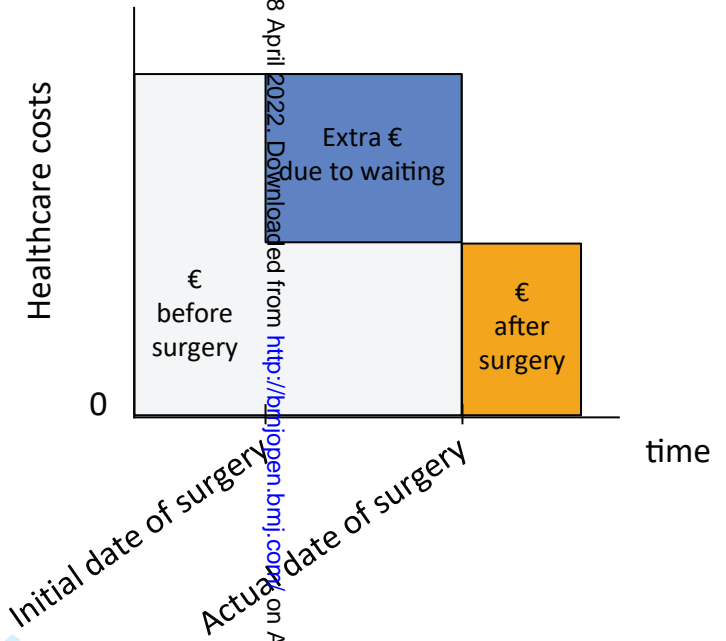 Healthcare costs
Extra €
due to waiting
€
before
surgery
€
after
surgery
0
time
Initial date of surgery
Actual date of surgery
8 April 2022. Downloaded from http://bmjopen.bmj.com/ on A